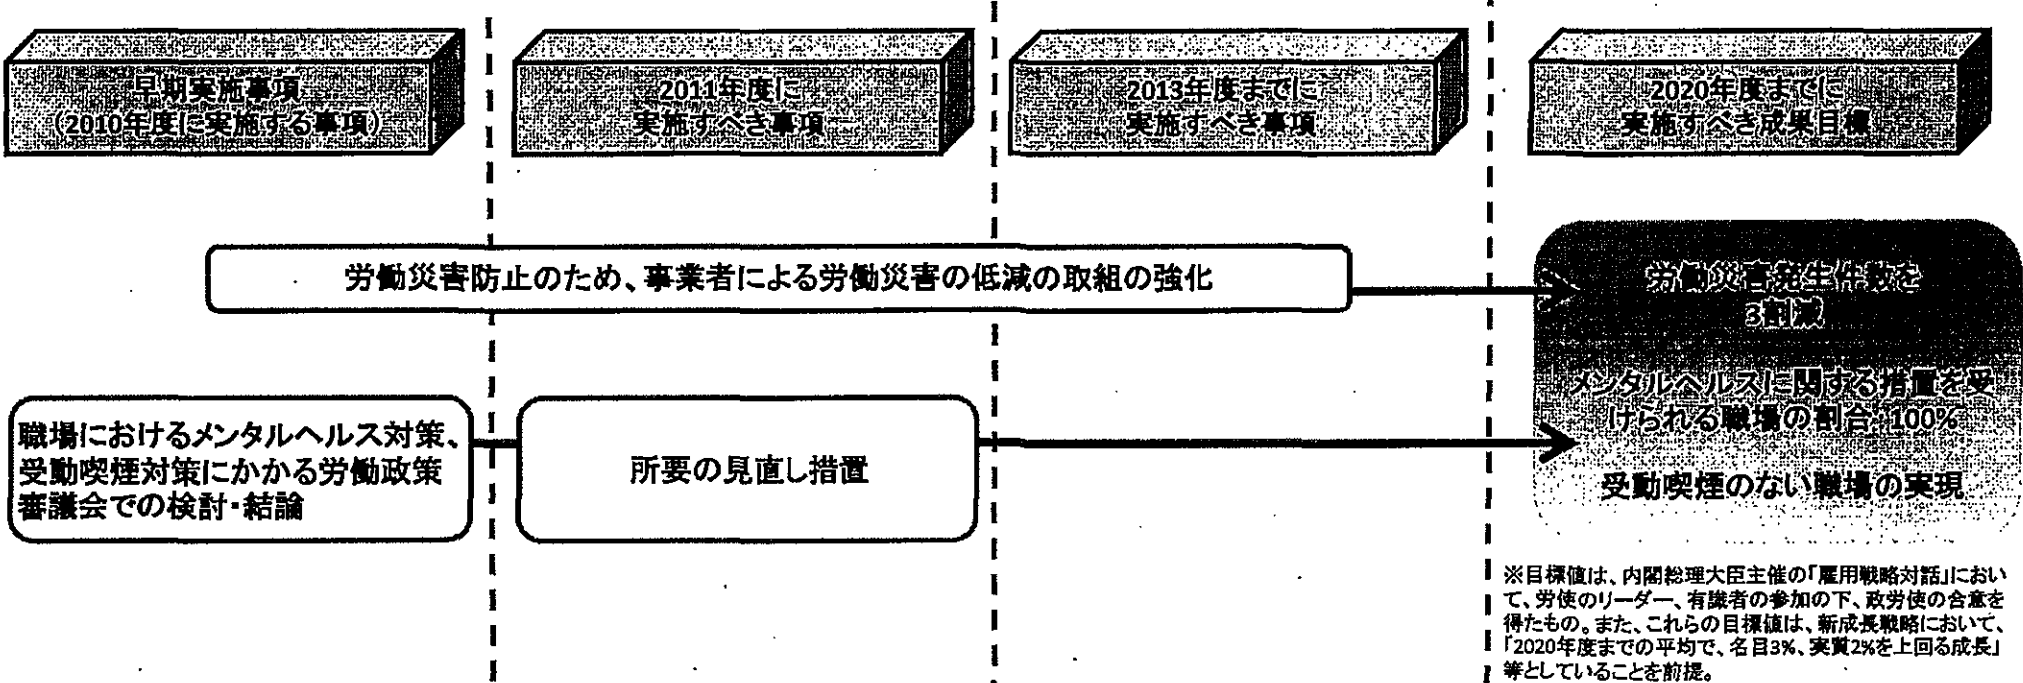 早期実施事項
（2010年度に実施する事項）
2011年度に
実施すべき事項
2013年度までに
実施すべき事項
2020年度までに
実施すべき成果目標
労働災害防止のため、事業者による労働災害の低減の取組の強化
労働災害発生件数を
3割減
メンタルヘルスに関する措置を受
けられる職場の割合:100%
受動喫煙のない職場の実現
職場におけるメンタルヘルス対策、
受動喫煙対策にかかる労働政策
審議会での検討・結論
所要の見直し措置
※目標値は、内閣総理大臣主催の「雇用戦略対話」におい
て、労使のリーダー、有識者の参加の下、政労使の合意を
得たもの。また、これらの目標値は、新成長戦略において、
「2020年度までの平均で、名目3%、実質2%を上回る成長」
等としていることを前提。